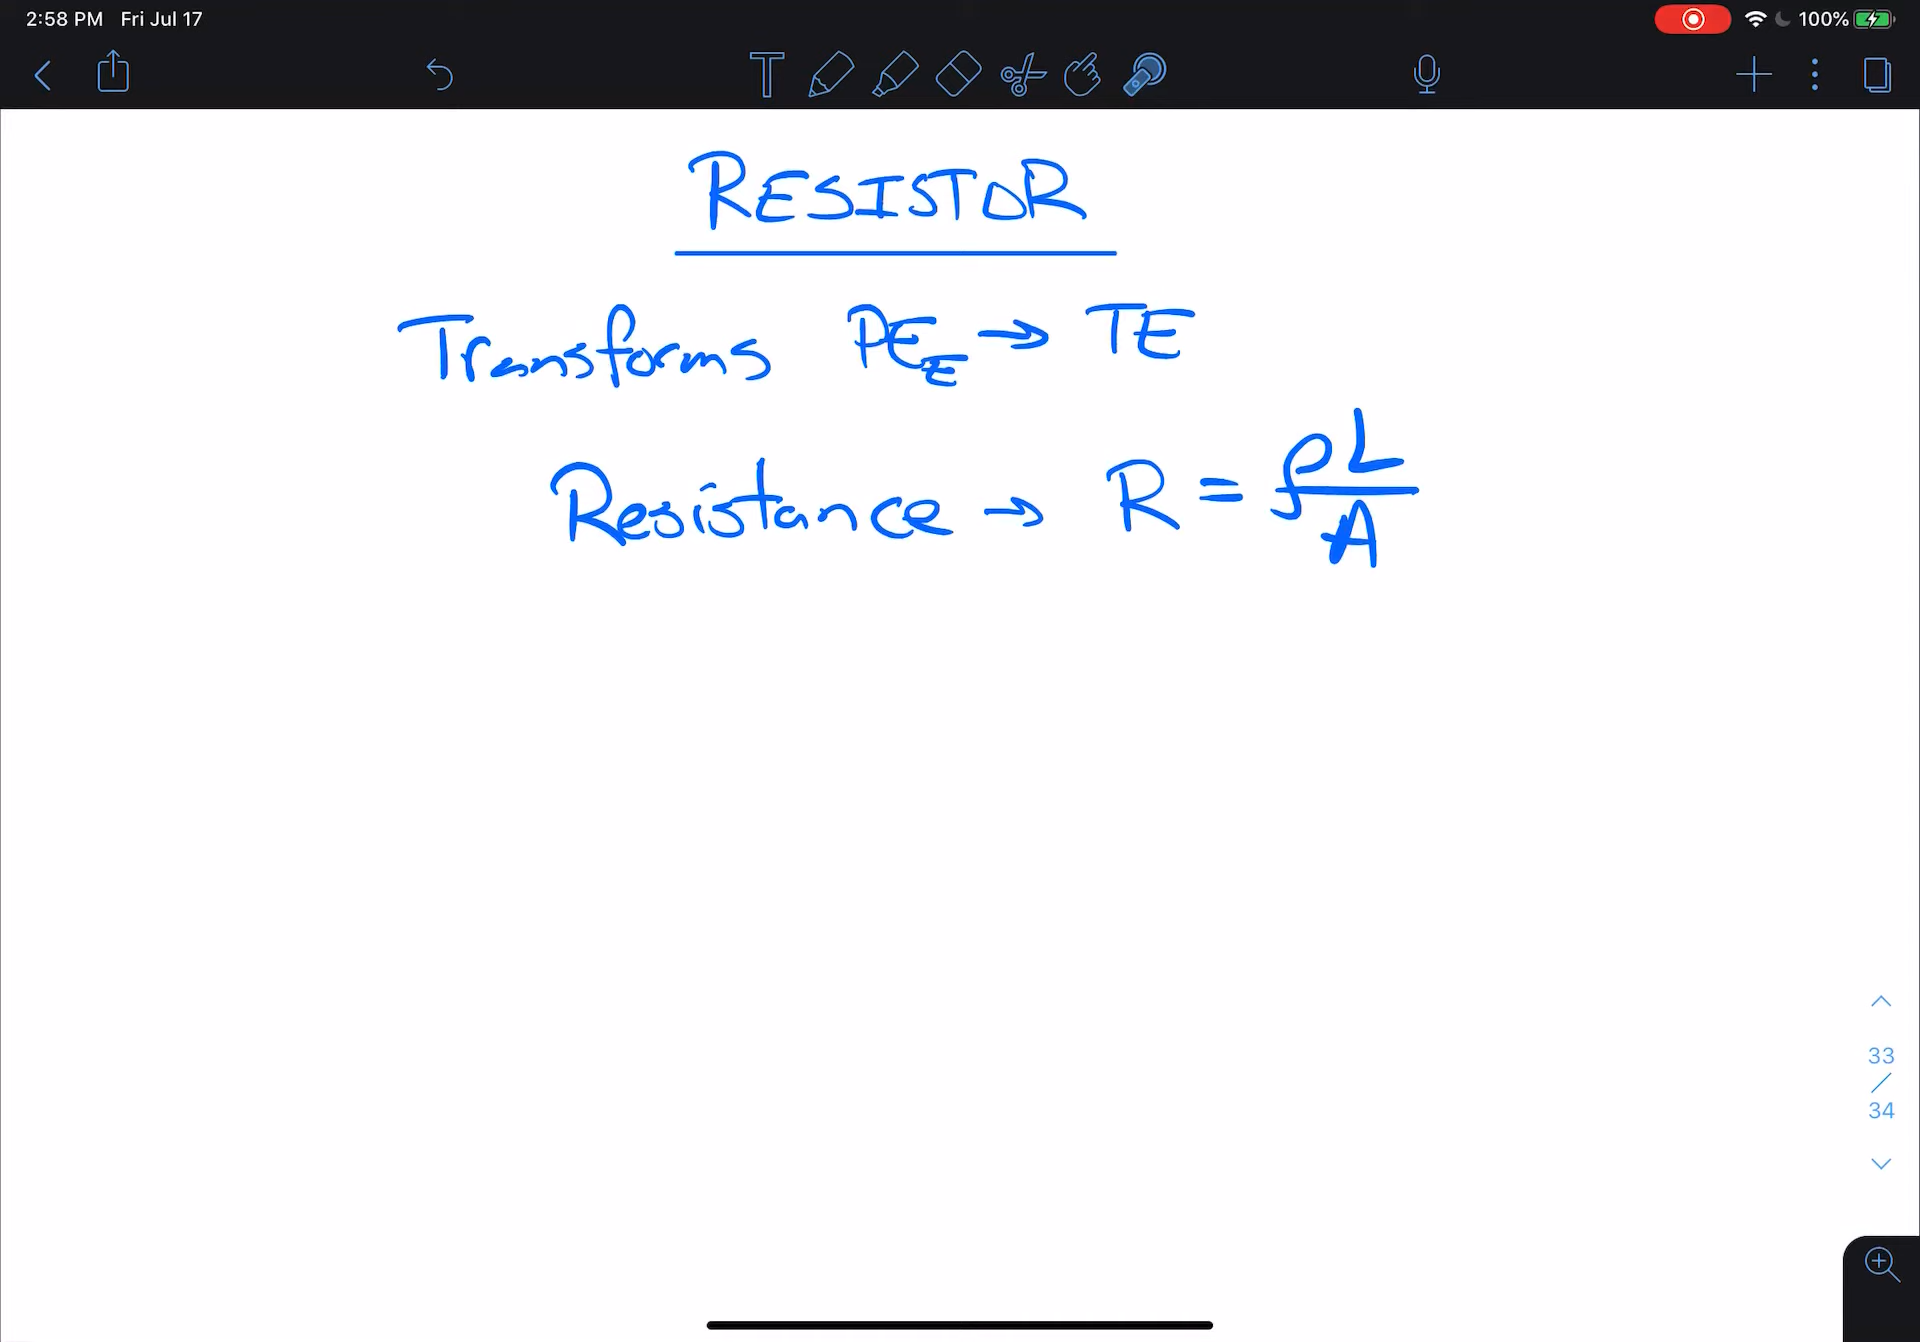 2:58 PM Fri Jul 17 100%
T
RESISTOR
Transforms PE_E → TE
Resistance → R = ρL/A
33
/
34